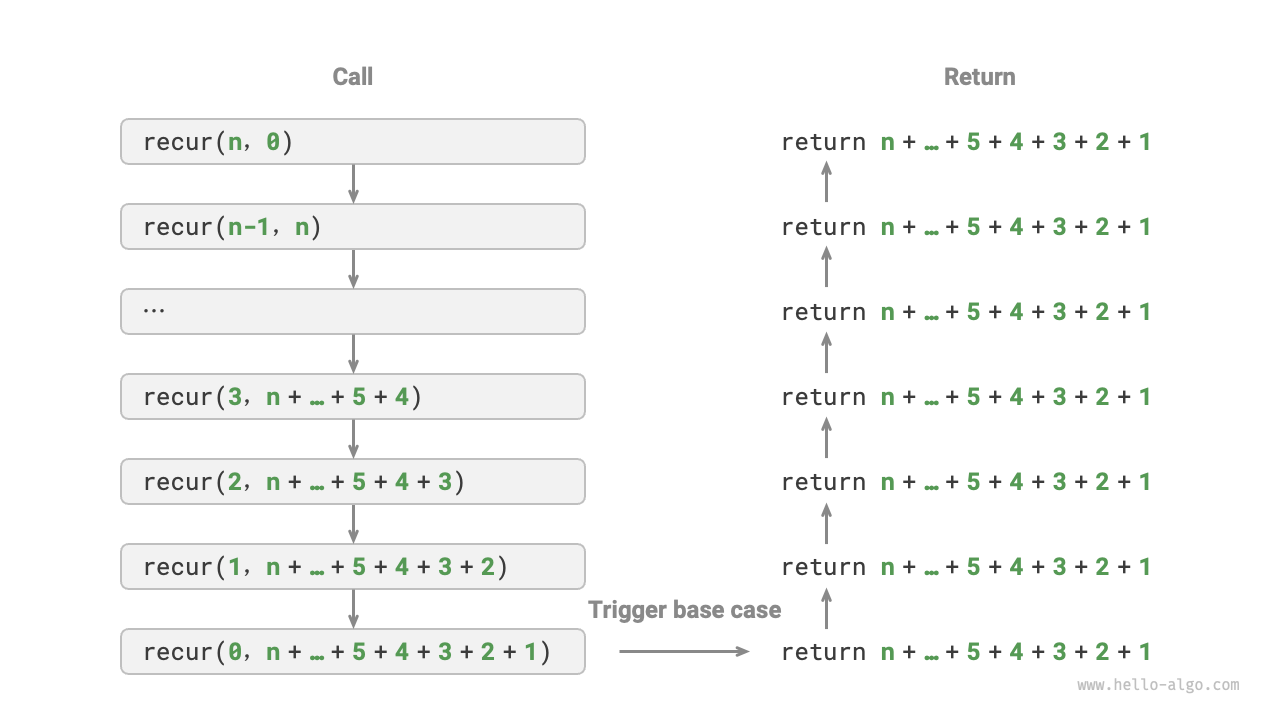 Call
recur(n, 0)
recur(n-1, n)
...
recur(3, n + … + 5 + 4)
recur(2, n + … + 5 + 4 + 3)
recur(1, n + … + 5 + 4 + 3 + 2)
recur(0, n + … + 5 + 4 + 3 + 2 + 1)
Trigger base case
Return
return n + … + 5 + 4 + 3 + 2 + 1
return n + … + 5 + 4 + 3 + 2 + 1
return n + … + 5 + 4 + 3 + 2 + 1
return n + … + 5 + 4 + 3 + 2 + 1
return n + … + 5 + 4 + 3 + 2 + 1
return n + … + 5 + 4 + 3 + 2 + 1
return n + … + 5 + 4 + 3 + 2 + 1
www.hello-algo.com